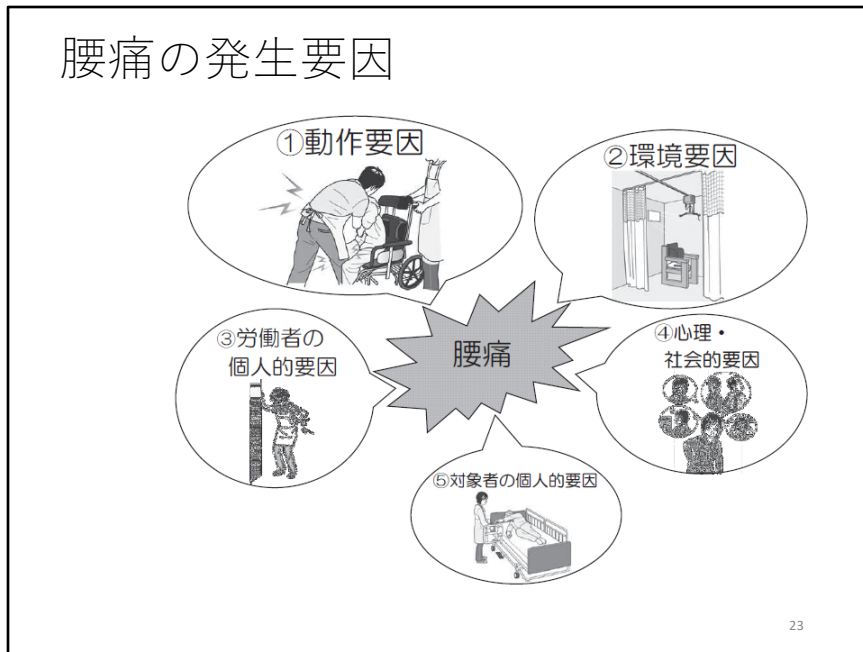 腰痛の発生要因
①動作要因
②環境要因
③労働者の
個人的要因
腰痛
④心理・
社会的要因
⑤対象者の個人的要因
23